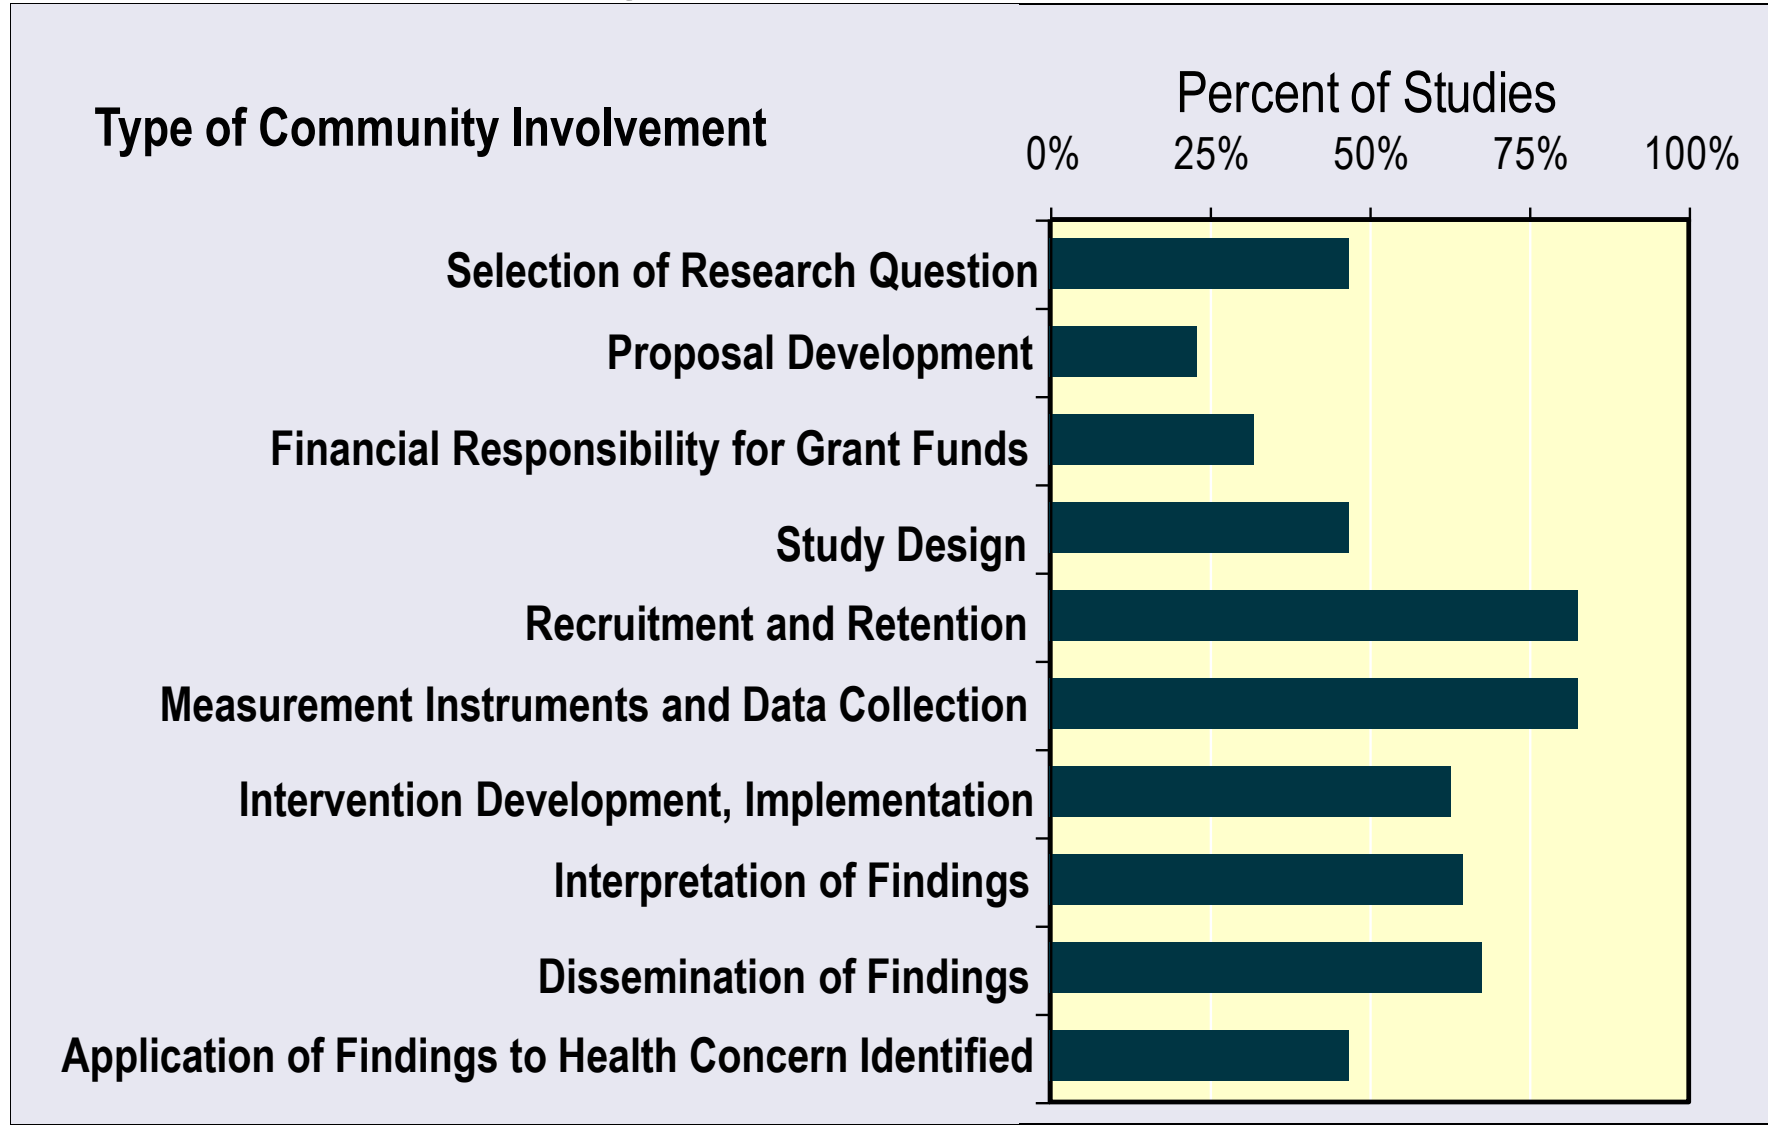 Type of Community Involvement
Percent of Studies
0% 25% 50% 75% 100%
Selection of Research Question
Proposal Development
Financial Responsibility for Grant Funds
Study Design
Recruitment and Retention
Measurement Instruments and Data Collection
Intervention Development, Implementation
Interpretation of Findings
Dissemination of Findings
Application of Findings to Health Concern Identified